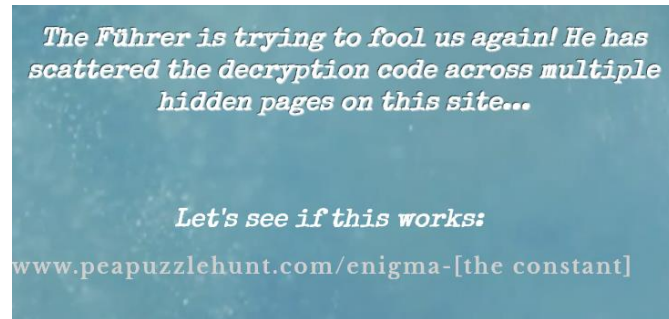 The Führer is trying to fool us again! He has
scattered the decryption code across multiple
hidden pages on this site...
Let's see if this works:
www.peapuzzlehunt.com/enigma-[the constant]